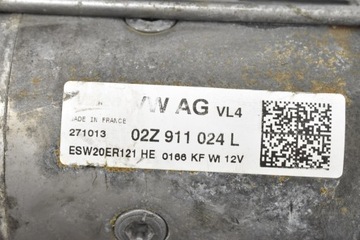 VW AG VL4
MADE IN FRANCE
271013 02Z 911 024 L
ESW20ER121 HE 0166 KF WI 12V